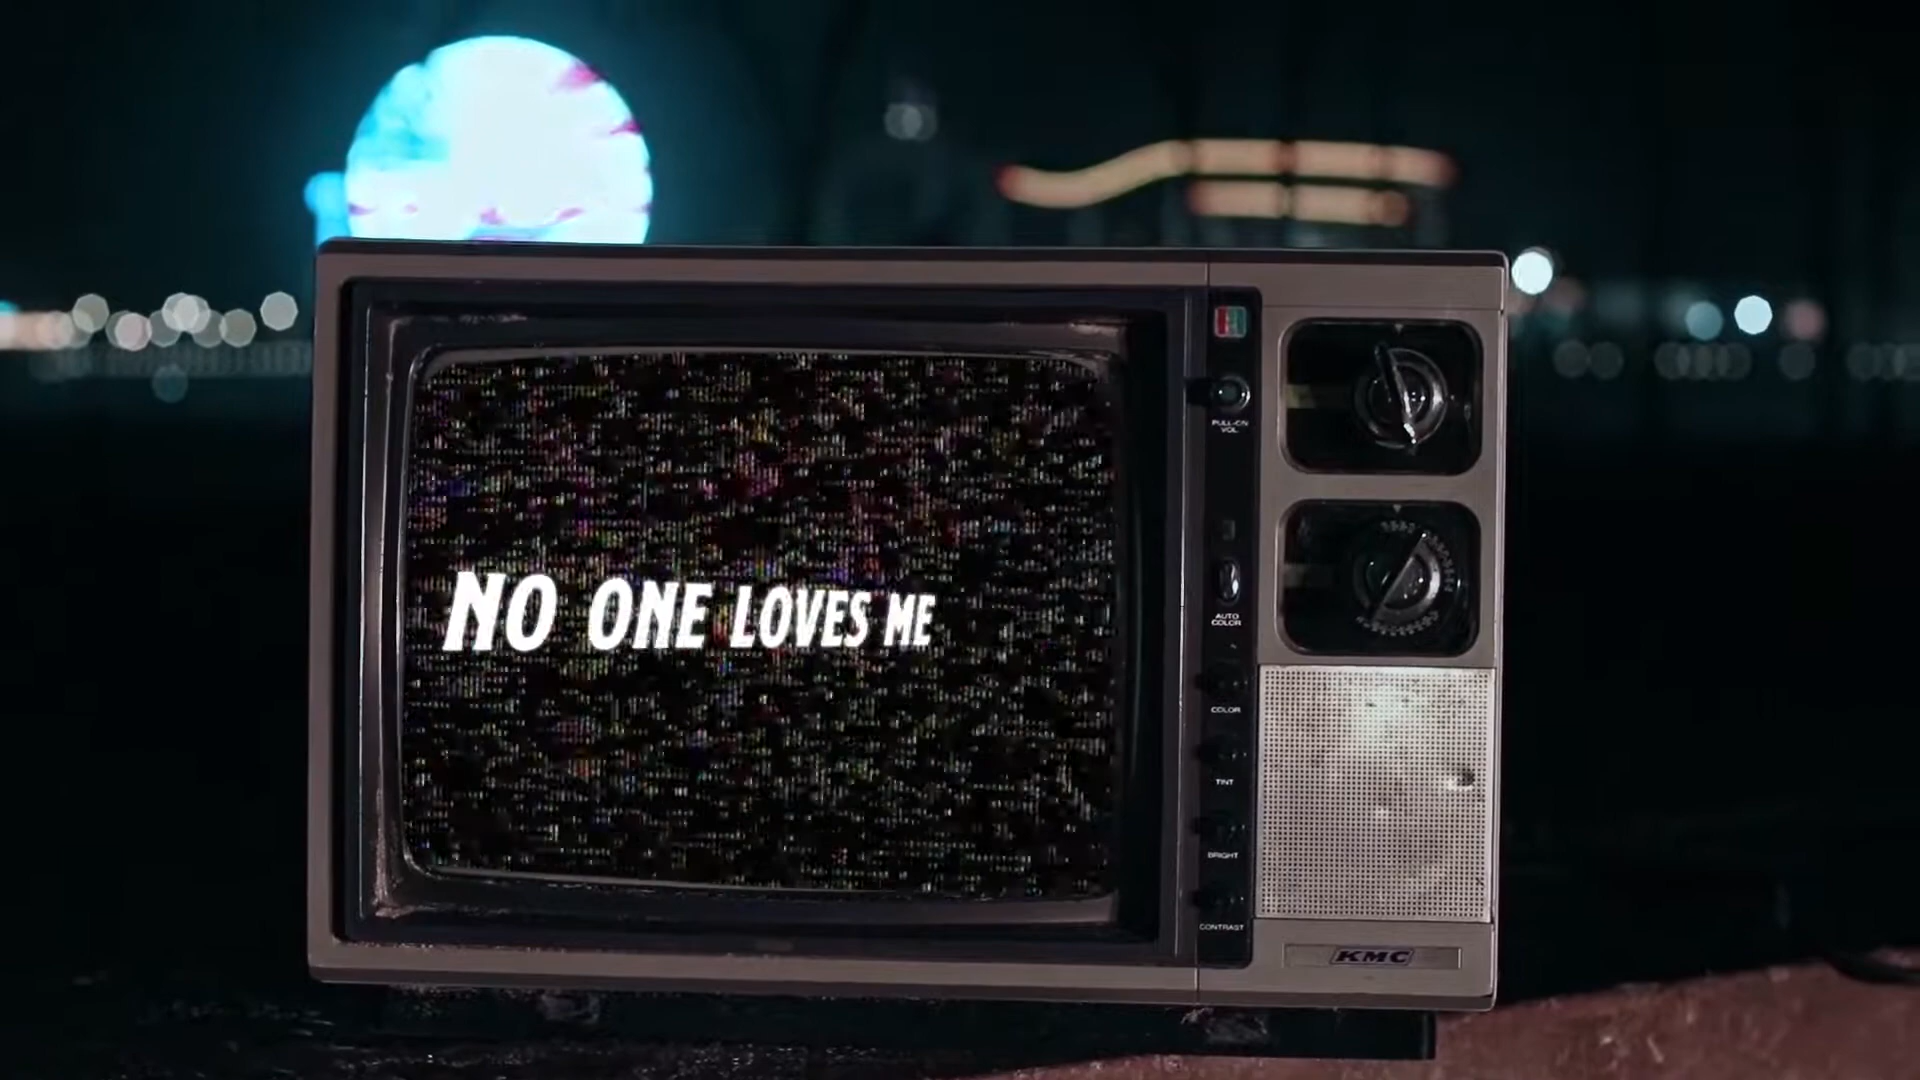 NO ONE LOVES ME
PULL-ON
VOL
AUTO
COLOR
COLOR
TINT
BRIGHT
CONTRAST
KMC